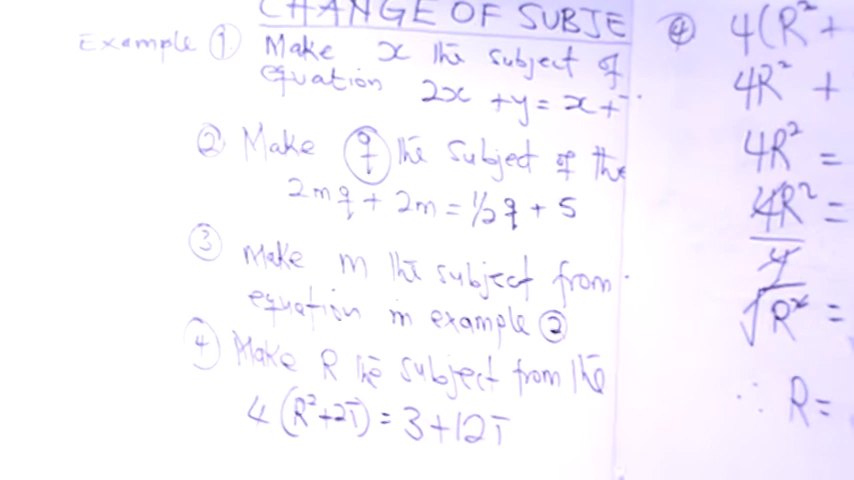 CHANGE OF SUBJE
Example ① Make x the subject of
equation 2x + y = x +
② Make q the subject of the
2mq + 2m = 1/2q + 5
③ Make m the subject from
equation in example ②
④ Make R the subject from the
4(R²+2T) = 3+12T
④ 4(R² +
4R² +
4R² =
4R² =
4
√R² =
∴ R=